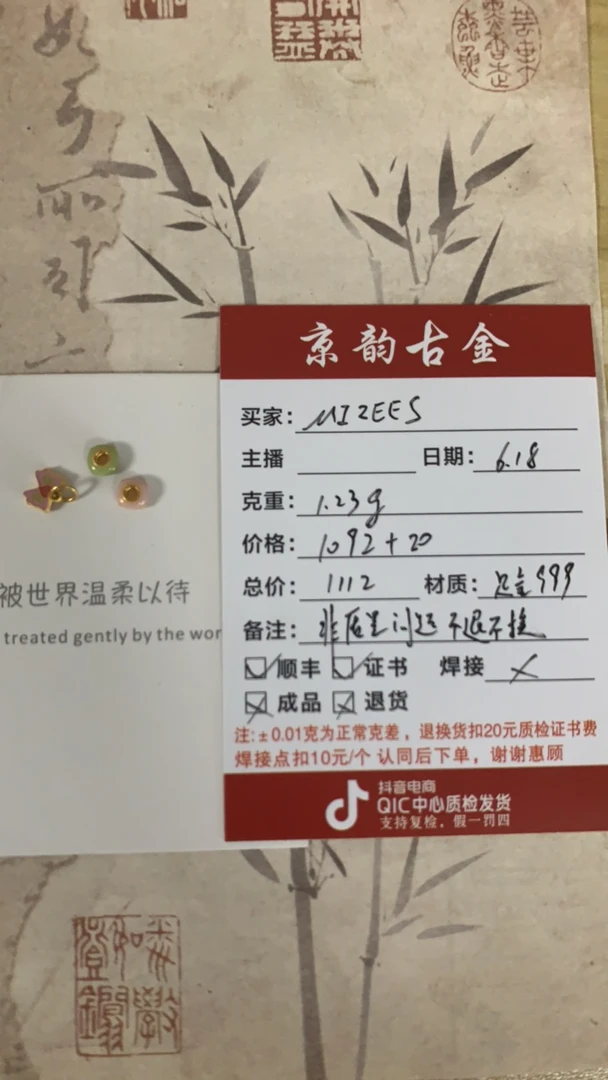 京韵古金
买家: MIZEES
主播 日期: 6.18
克重: 1.23g
价格: 1092+20
总价: 1112 材质: 足金999
备注: 非质量问题不退不换
☑顺丰 ☑证书 焊接 ×
☒成品 ☒退货
注:±0.01克为正常克差，退换货扣20元质检证书费
焊接点扣10元/个 认同后下单，谢谢惠顾
抖音电商
QIC中心质检发货
支持复检，假一罚四
被世界温柔以待
treated gently by the wor